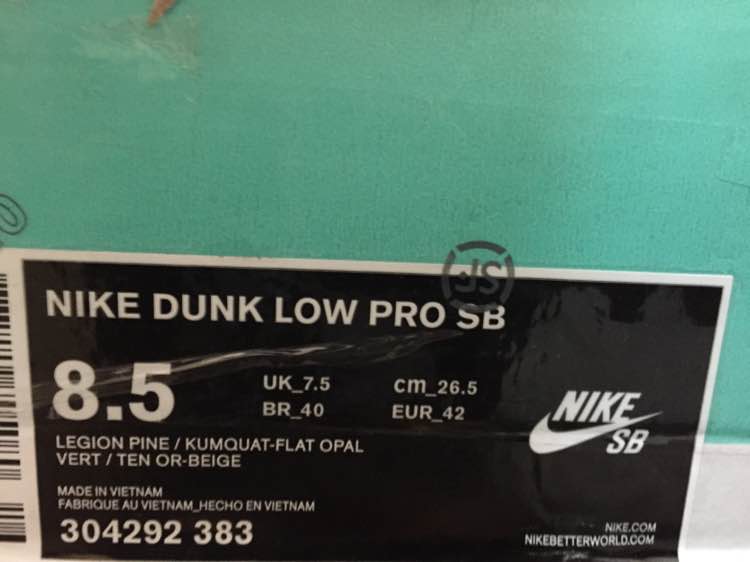 JS
NIKE DUNK LOW PRO SB
8.5
UK_7.5 cm_26.5
BR_40 EUR_42
NIKE
SB
LEGION PINE / KUMQUAT-FLAT OPAL
VERT / TEN OR-BEIGE
MADE IN VIETNAM
FABRIQUE AU VIETNAM_HECHO EN VIETNAM
304292 383
NIKE.COM
NIKEBETTERWORLD.COM